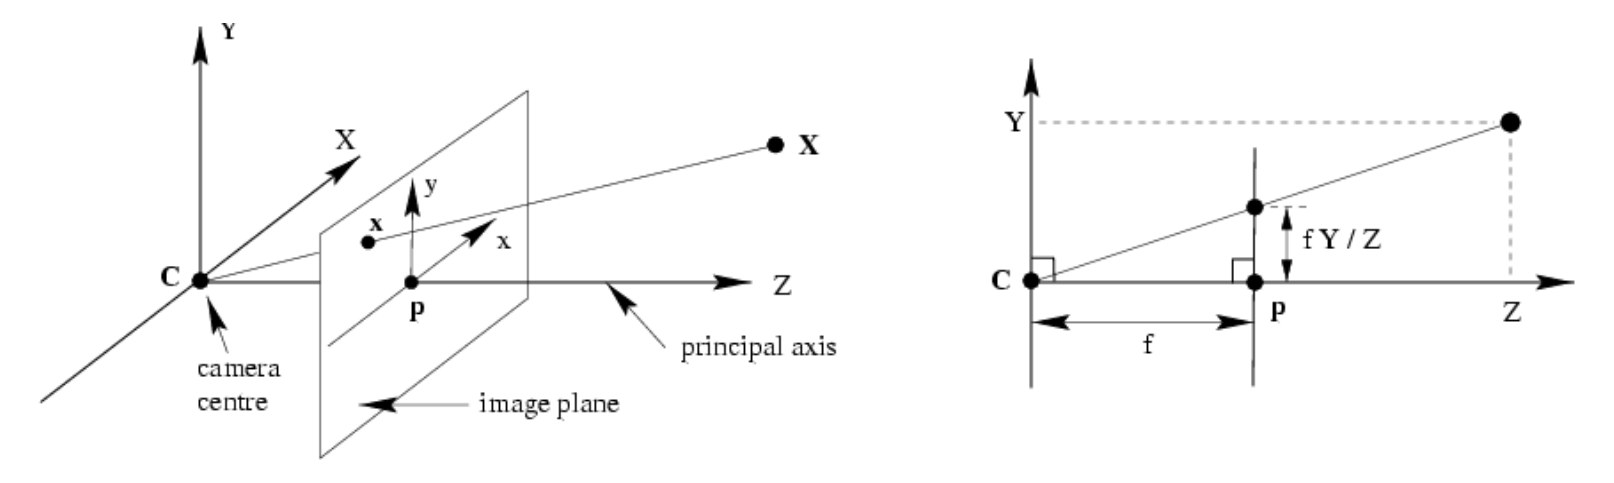 Y
X
X
y
x
x
C
Z
p
principal axis
camera
centre
image plane
Y
f Y / Z
C
p
Z
f